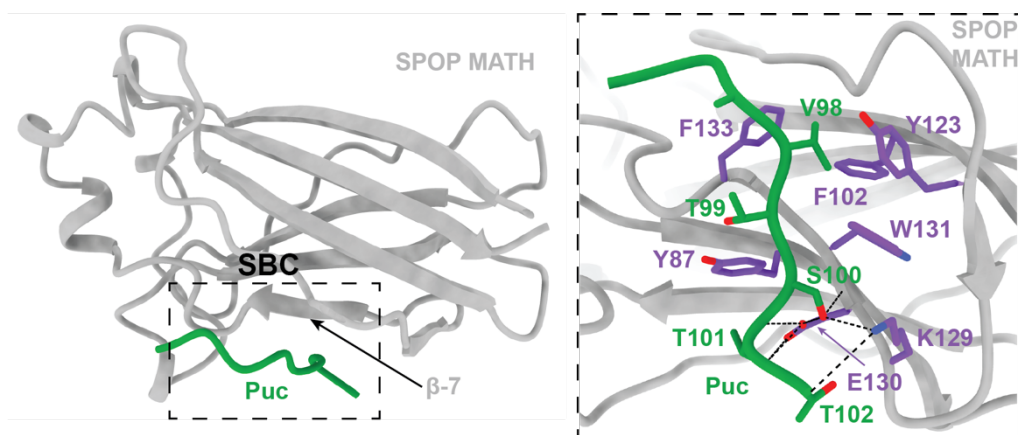 SPOP MATH
SBC
Puc
β-7
SPOP
MATH
V98
F133
Y123
F102
T99
W131
Y87
S100
T101
K129
Puc
E130
T102